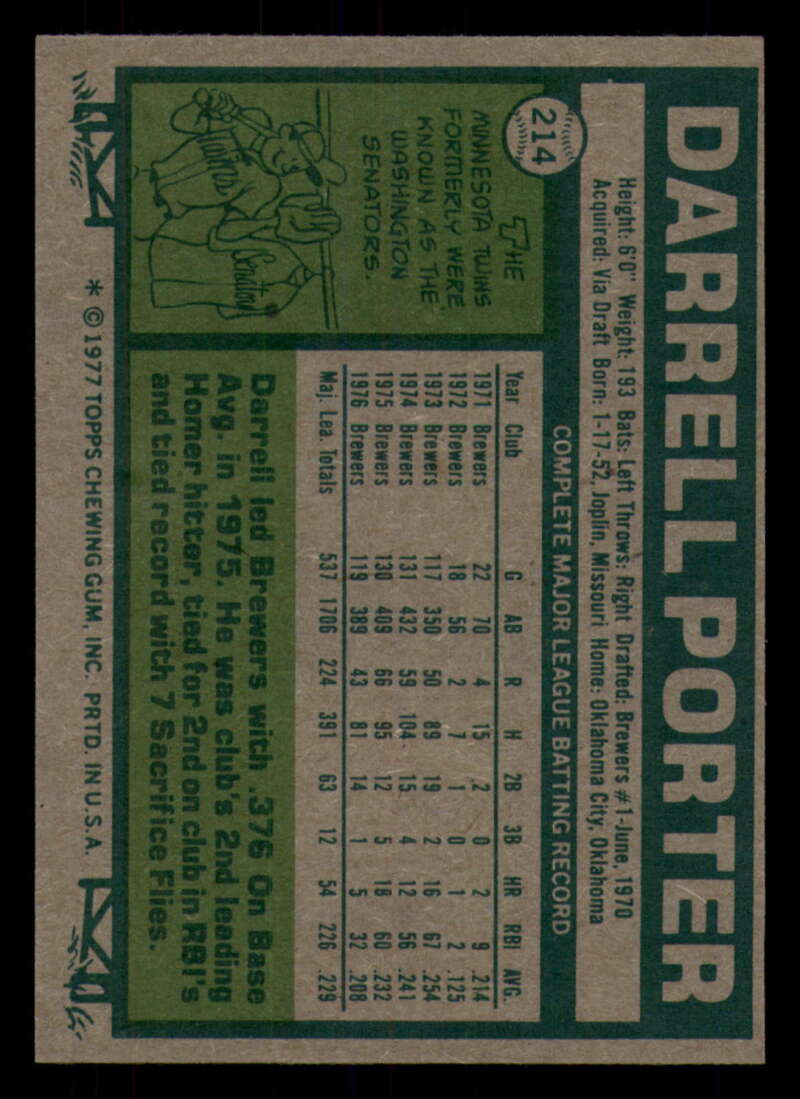 DARRELL PORTER
214
Height: 6'0" Weight: 193 Bats: Left Throws: Right Drafted: Brewers #1-June, 1970
Acquired: Via Draft Born: 1-17-52, Joplin, Missouri Home: Oklahoma City, Oklahoma
THE
MINNESOTA TWINS
FORMERLY WERE
KNOWN AS THE
WASHINGTON
SENATORS.
Twins
Senators
COMPLETE MAJOR LEAGUE BATTING RECORD
Year Club G AB R H 2B 3B HR RBI AVG.
1971 Brewers 22 70 4 15 2 0 2 9 .214
1972 Brewers 18 56 2 7 1 0 1 2 .125
1973 Brewers 117 350 50 89 19 2 16 67 .254
1974 Brewers 131 432 59 104 15 4 12 56 .241
1975 Brewers 130 409 66 95 12 5 18 60 .232
1976 Brewers 119 389 43 81 14 1 5 32 .208
Maj. Lea. Totals 537 1706 224 391 63 12 54 226 .229
Darrell led Brewers with .376 On Base
Avg. in 1975. He was club's 2nd leading
Homer hitter, tied for 2nd on club in RBI's
and tied record with 7 Sacrifice Flies.
* © 1977 TOPPS CHEWING GUM, INC. PRTD. IN U.S.A.